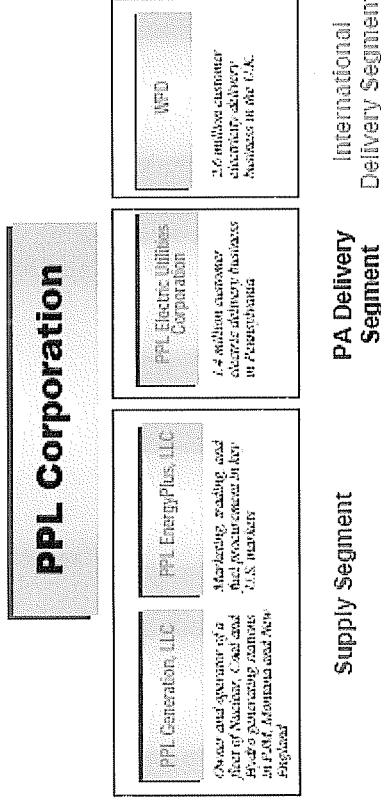 PPL Corporation
PPL Generation, LLC
Owner and operator of a
fleet of Nuclear, Coal and
Hydro generating stations
in PJM, Montana and New
England
PPL EnergyPlus, LLC
Marketing, trading, and
fuel procurement in key
U.S. markets
Supply Segment
PPL Electric Utilities
Corporation
1.4 million customer
electric delivery business
in Pennsylvania
PA Delivery
Segment
WPD
2.6 million customer
electricity delivery
business in the U.K.
International
Delivery Segment